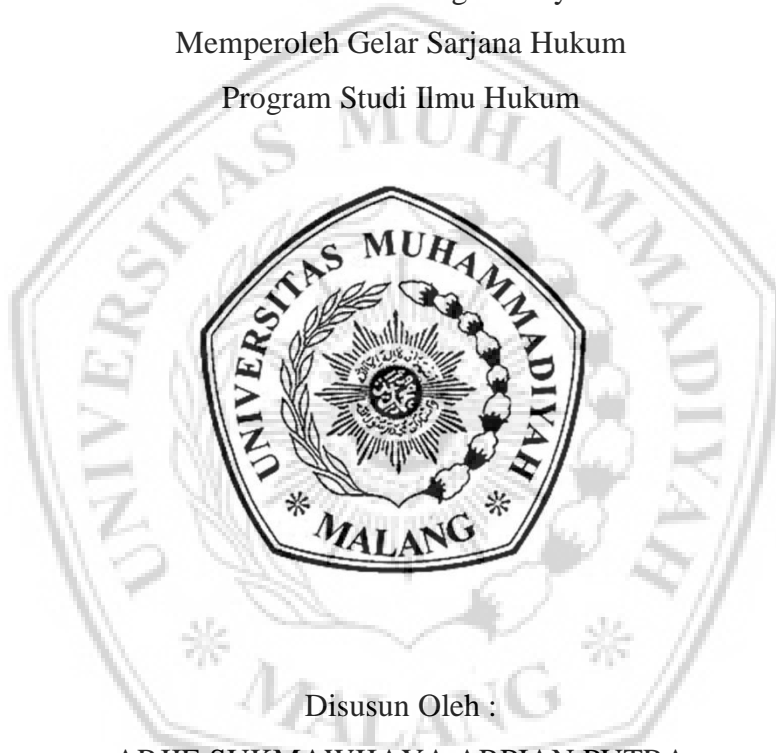 Memperoleh Gelar Sarjana Hukum
Program Studi Ilmu Hukum
UNIVERSITAS MUHAMMADIYAH
* MALANG *
Disusun Oleh :